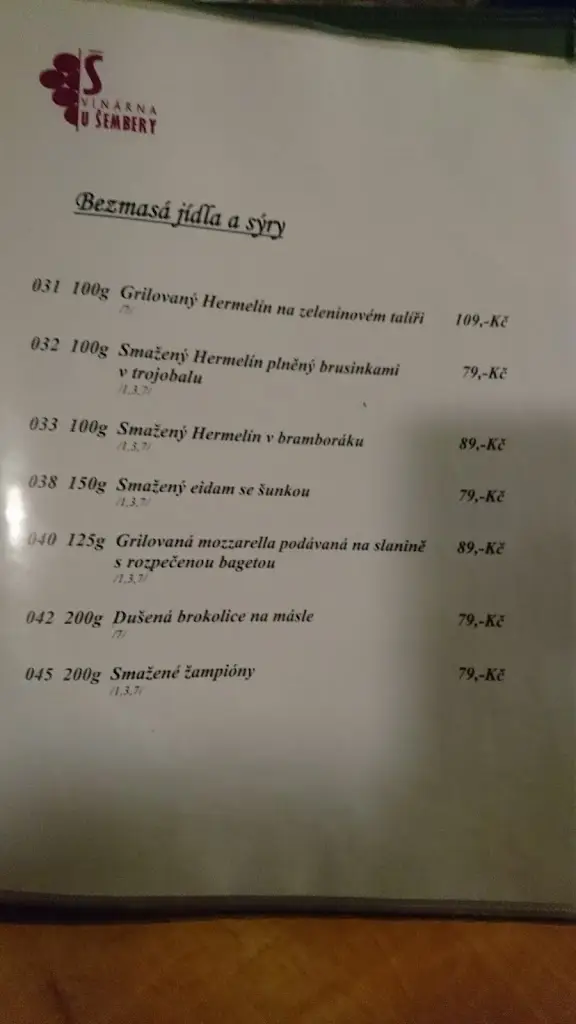 Š
VINÁRNA
U ŠEMBERY
Bezmasá jídla a sýry
031 100g Grilovaný Hermelín na zeleninovém talíři 109,-Kč
/7/
032 100g Smažený Hermelín plněný brusinkami 79,-Kč
v trojobalu
/1,3,7/
033 100g Smažený Hermelín v bramboráku 89,-Kč
/1,3,7/
038 150g Smažený eidam se šunkou 79,-Kč
/1,3,7/
040 125g Grilovaná mozzarella podávaná na slanině 89,-Kč
s rozpečenou bagetou
/1,3,7/
042 200g Dušená brokolice na másle 79,-Kč
/7/
045 200g Smažené žampióny 79,-Kč
/1,3,7/